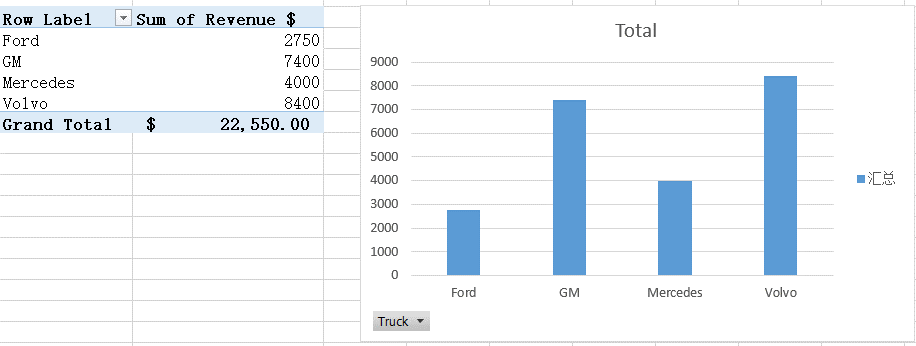 Row Label Sum of Revenue $
Ford 2750
GM 7400
Mercedes 4000
Volvo 8400
Grand Total $ 22,550.00
Total
9000
8000
7000
6000
5000
4000
3000
2000
1000
0
Ford GM Mercedes Volvo
汇总
Truck